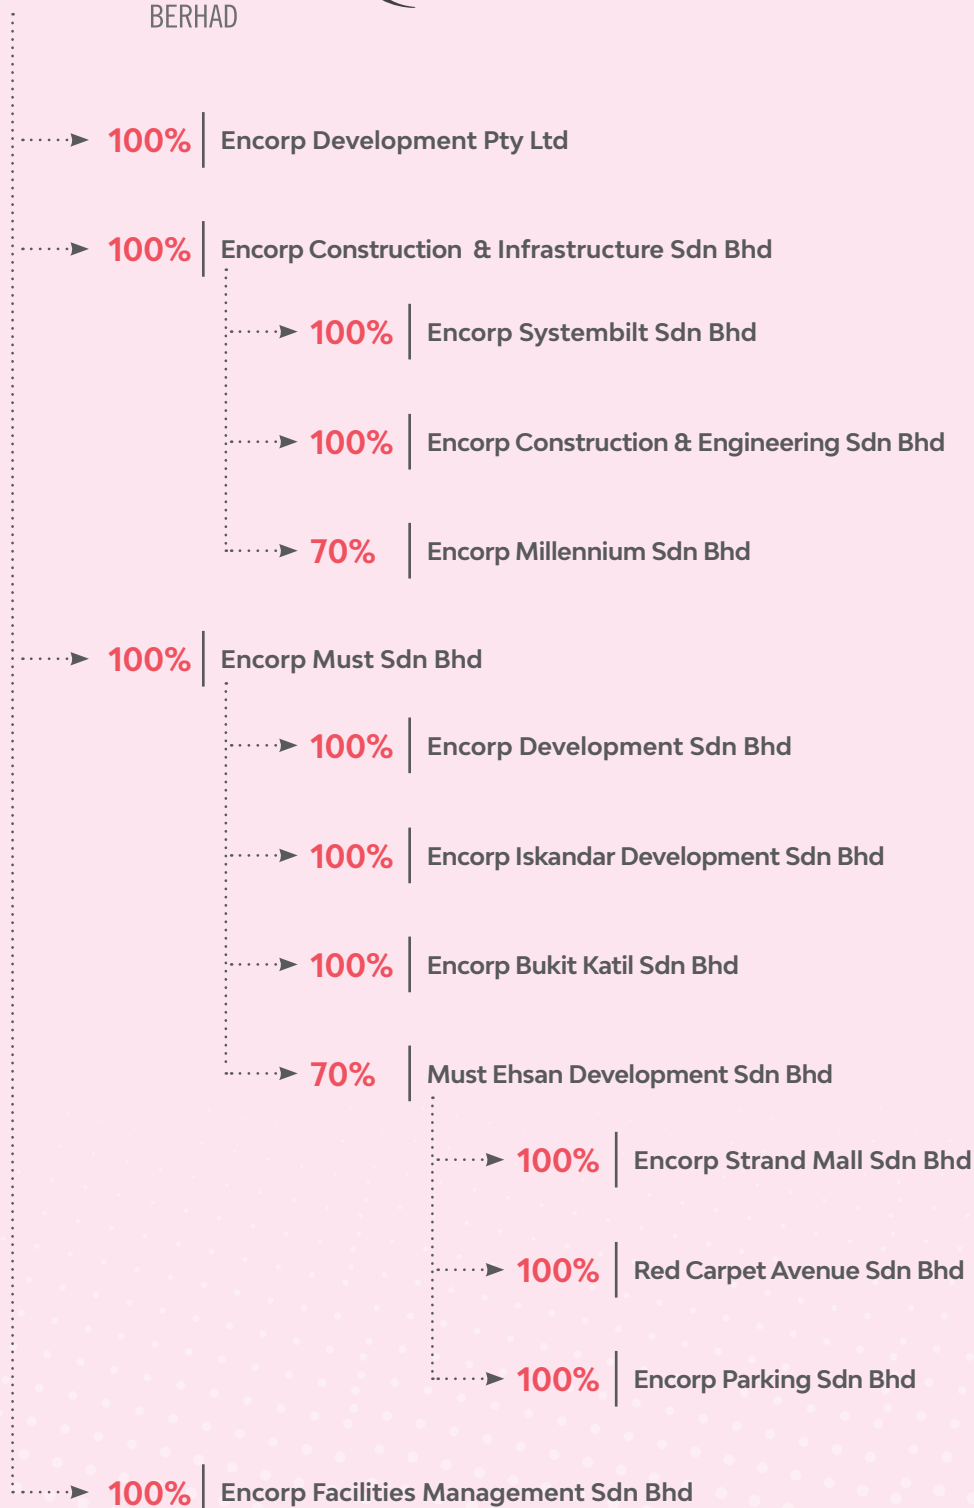 BERHAD
100% Encorp Development Pty Ltd
100% Encorp Construction & Infrastructure Sdn Bhd
100% Encorp Systembilt Sdn Bhd
100% Encorp Construction & Engineering Sdn Bhd
70% Encorp Millennium Sdn Bhd
100% Encorp Must Sdn Bhd
100% Encorp Development Sdn Bhd
100% Encorp Iskandar Development Sdn Bhd
100% Encorp Bukit Katil Sdn Bhd
70% Must Ehsan Development Sdn Bhd
100% Encorp Strand Mall Sdn Bhd
100% Red Carpet Avenue Sdn Bhd
100% Encorp Parking Sdn Bhd
100% Encorp Facilities Management Sdn Bhd